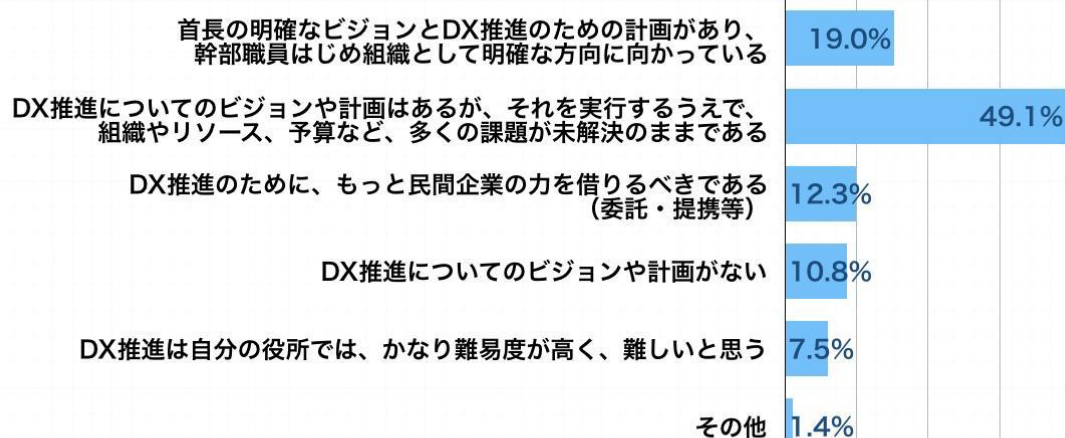 首長の明確なビジョンとDX推進のための計画があり、
幹部職員はじめ組織として明確な方向に向かっている
19.0%
DX推進についてのビジョンや計画はあるが、それを実行するうえで、
組織やリソース、予算など、多くの課題が未解決のままである
49.1%
DX推進のために、もっと民間企業の力を借りるべきである
（委託・提携等）
12.3%
DX推進についてのビジョンや計画がない
10.8%
DX推進は自分の役所では、かなり難易度が高く、難しいと思う
7.5%
その他
1.4%